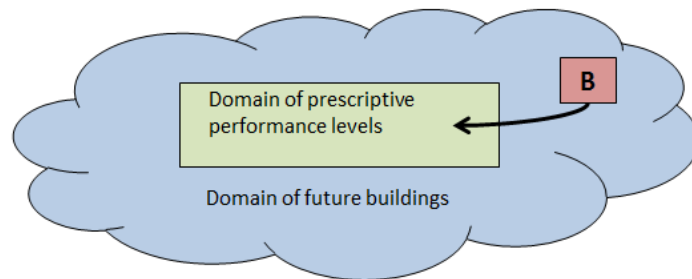 Domain of prescriptive
performance levels
B
Domain of future buildings